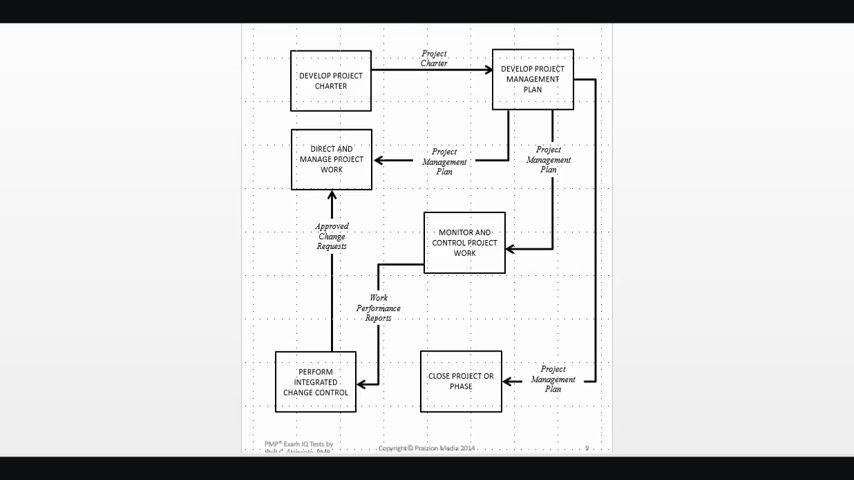 Project
Charter
DEVELOP PROJECT
CHARTER
DEVELOP PROJECT
MANAGEMENT
PLAN
DIRECT AND
MANAGE PROJECT
WORK
Project
Management
Plan
Project
Management
Plan
Approved
Change
Requests
MONITOR AND
CONTROL PROJECT
WORK
Work
Performance
Reports
PERFORM
INTEGRATED
CHANGE CONTROL
CLOSE PROJECT OR
PHASE
Project
Management
Plan
PMP® Exam IQ Tests by
Copyright© Praizion Media 2014
9